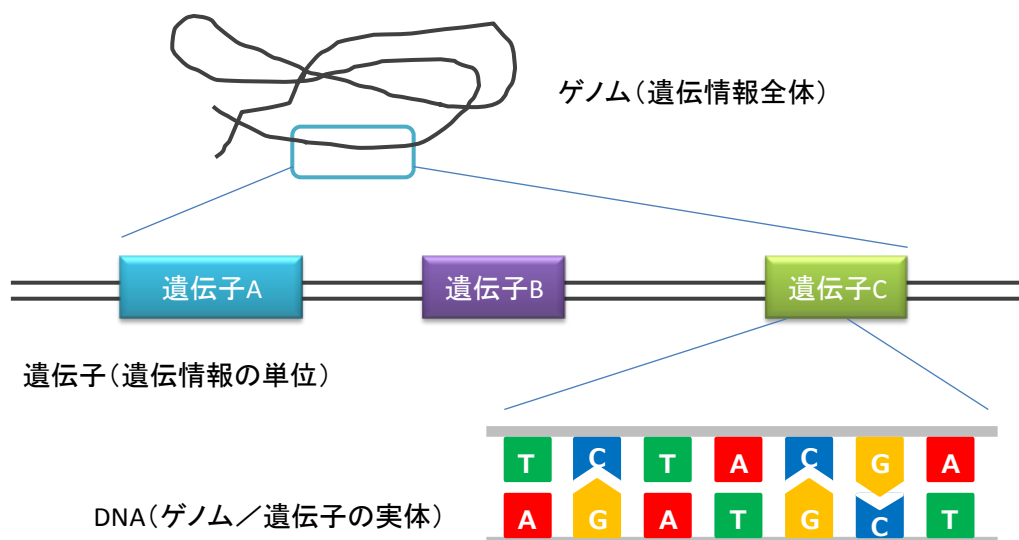 ゲノム(遺伝情報全体)
遺伝子A
遺伝子B
遺伝子C
遺伝子(遺伝情報の単位)
T C T A C G A
A G A T G C T
DNA(ゲノム/遺伝子の実体)